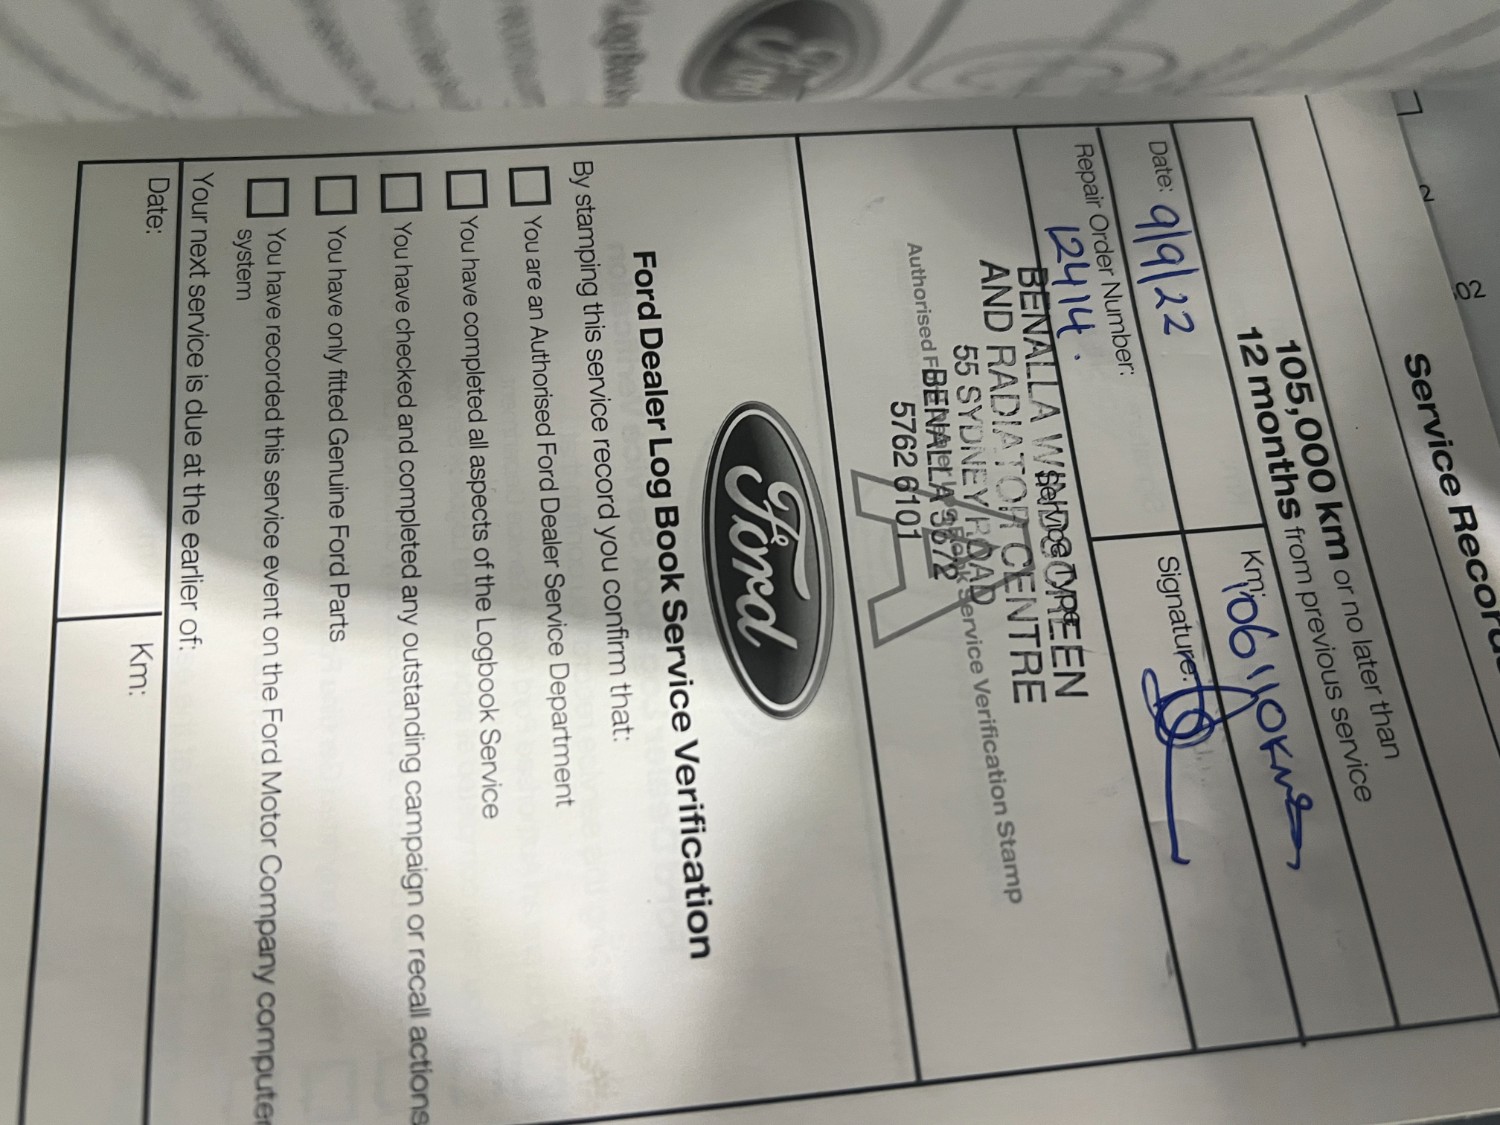 Service Record
105,000 km or no later than
12 months from previous service
Date: 9/9/22
Km: 106110 Kms
Repair Order Number:
12414.
Signature:
Service Type
BENALLA WINDSCREEN
AND RADIATOR CENTRE
55 SYDNEY ROAD
BENALLA 3672
5762 6101
Authorised Ford Dealer Log Book Service Verification Stamp
Ford
Ford Dealer Log Book Service Verification
By stamping this service record you confirm that:
You are an Authorised Ford Dealer Service Department
You have completed all aspects of the Logbook Service
You have checked and completed any outstanding campaign or recall actions
You have only fitted Genuine Ford Parts
You have recorded this service event on the Ford Motor Company computer
system
Your next service is due at the earlier of:
Date:
Km: